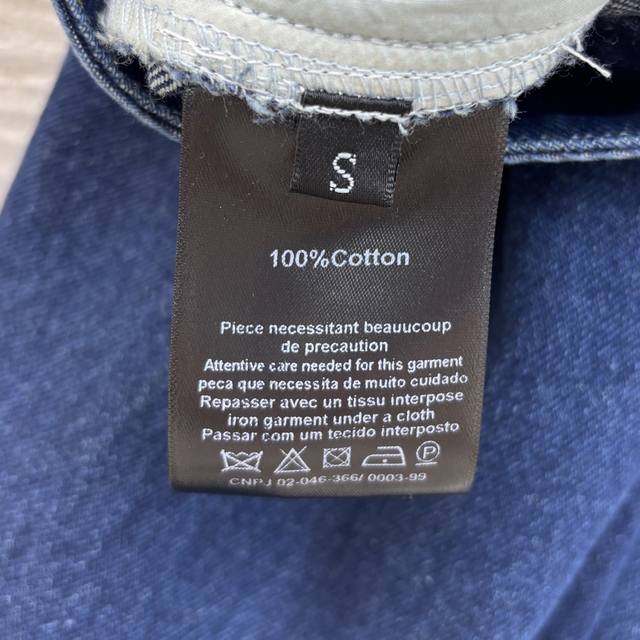 S
100%Cotton
Piece necessitant beauucoup
de precaution
Attentive care needed for this garment
peca que necessita de muito cuidado
Repasser avec un tissu interpose
iron garment under a cloth
Passar com um tecido interposto
P
CNPJ 02-046-366/ 0003-99